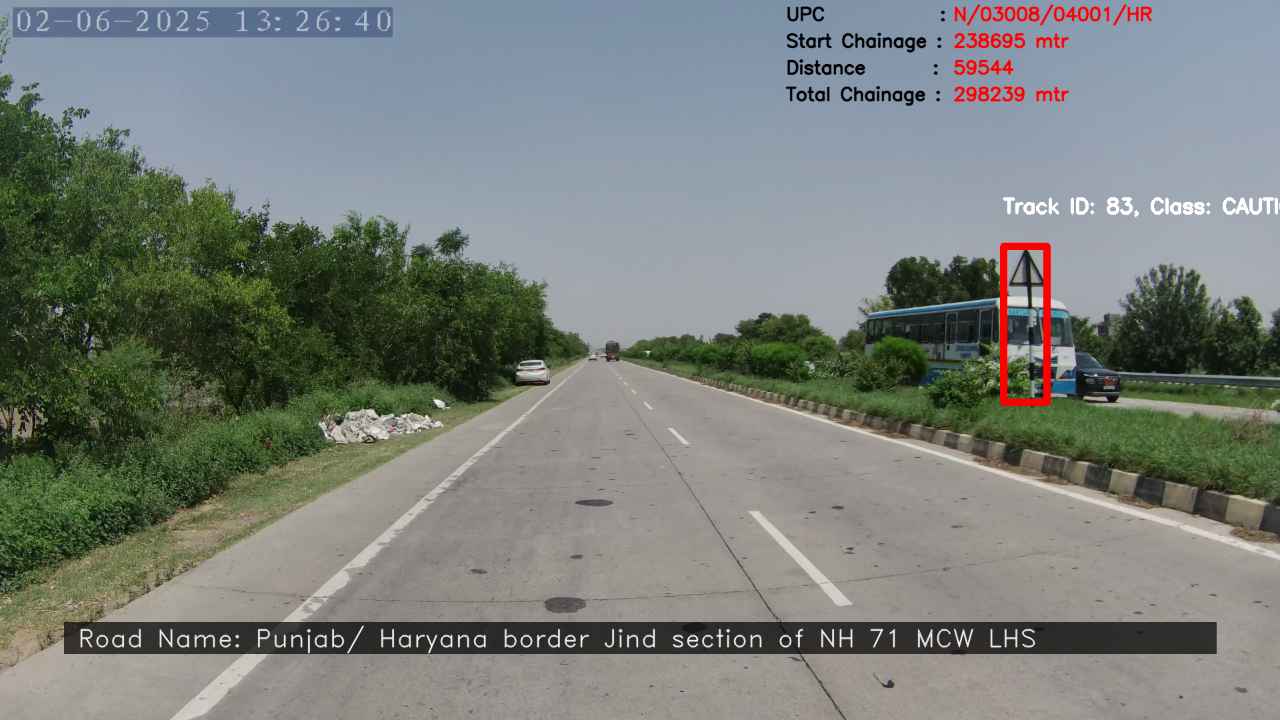 02-06-2025 13:26:40
UPC : N/03008/04001/HR
Start Chainage : 238695 mtr
Distance : 59544
Total Chainage : 298239 mtr
Track ID: 83, Class: CAUTI
Road Name: Punjab/ Haryana border Jind section of NH 71 MCW LHS